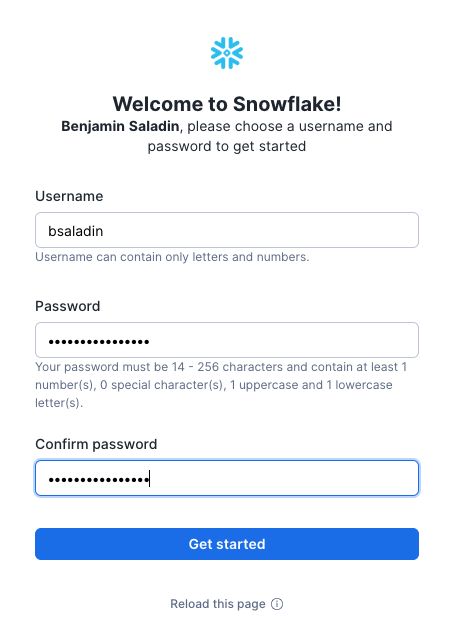 Welcome to Snowflake!
Benjamin Saladin, please choose a username and
password to get started
Username
bsaladin
Username can contain only letters and numbers.
Password
••••••••••••••••
Your password must be 14 - 256 characters and contain at least 1
number(s), 0 special character(s), 1 uppercase and 1 lowercase
letter(s).
Confirm password
••••••••••••••••
Get started
Reload this page